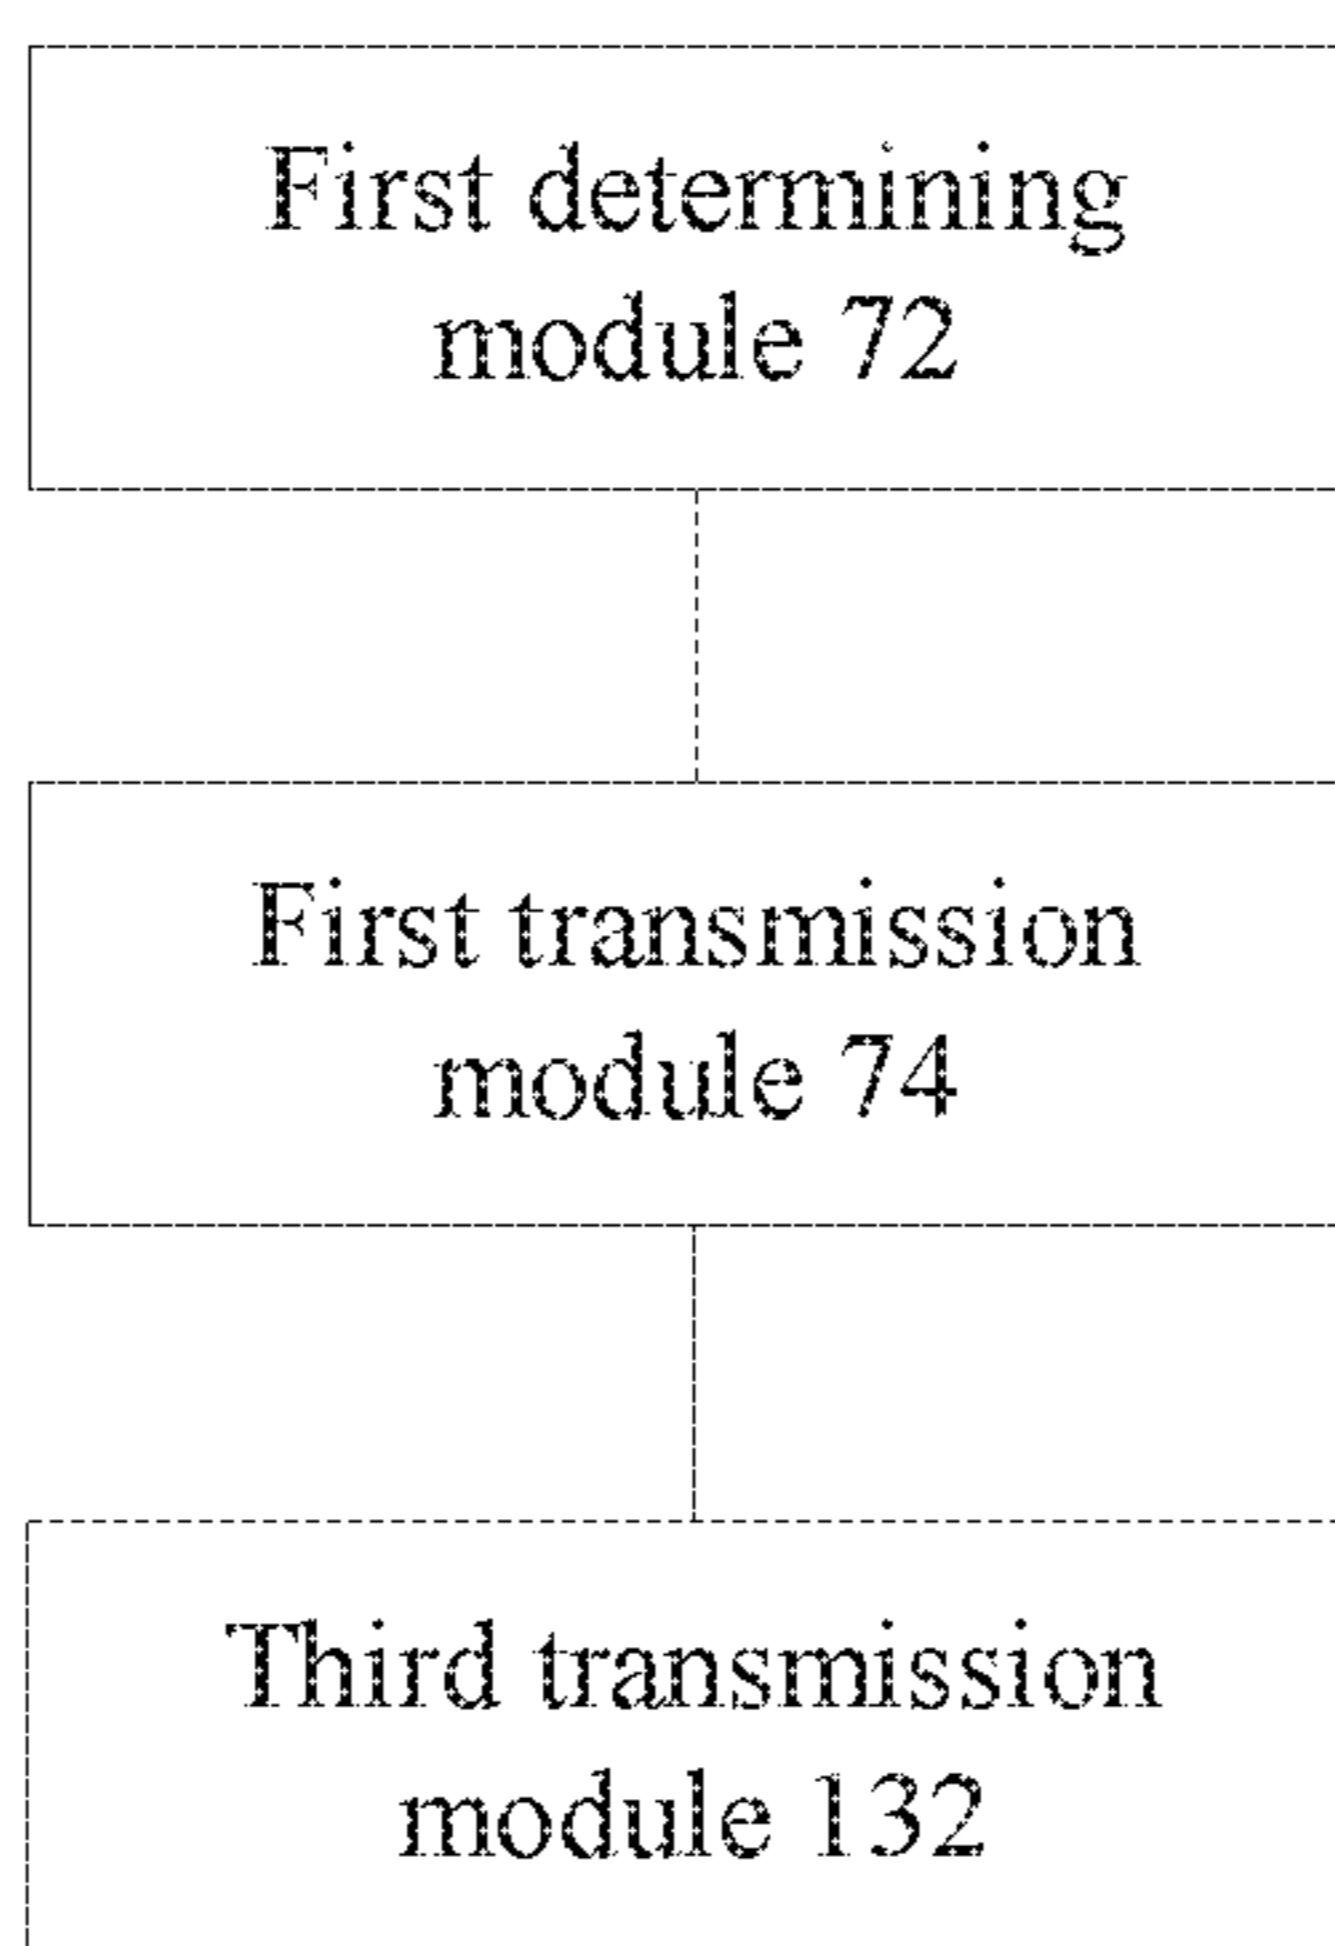 First determining
module 72
First transmission
module 74
Third transmission
module 132